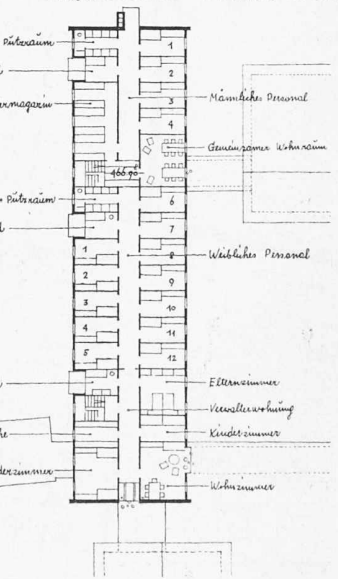 Putzraum
1
2
3
Männliches Personal
4
Gemeinsamer Wohnraum
466.90
Putzraum
6
7
1
8
Weibliches Personal
2
9
3
10
4
11
5
12
Elternzimmer
Verwalterwohnung
Kinderzimmer
Wohnzimmer